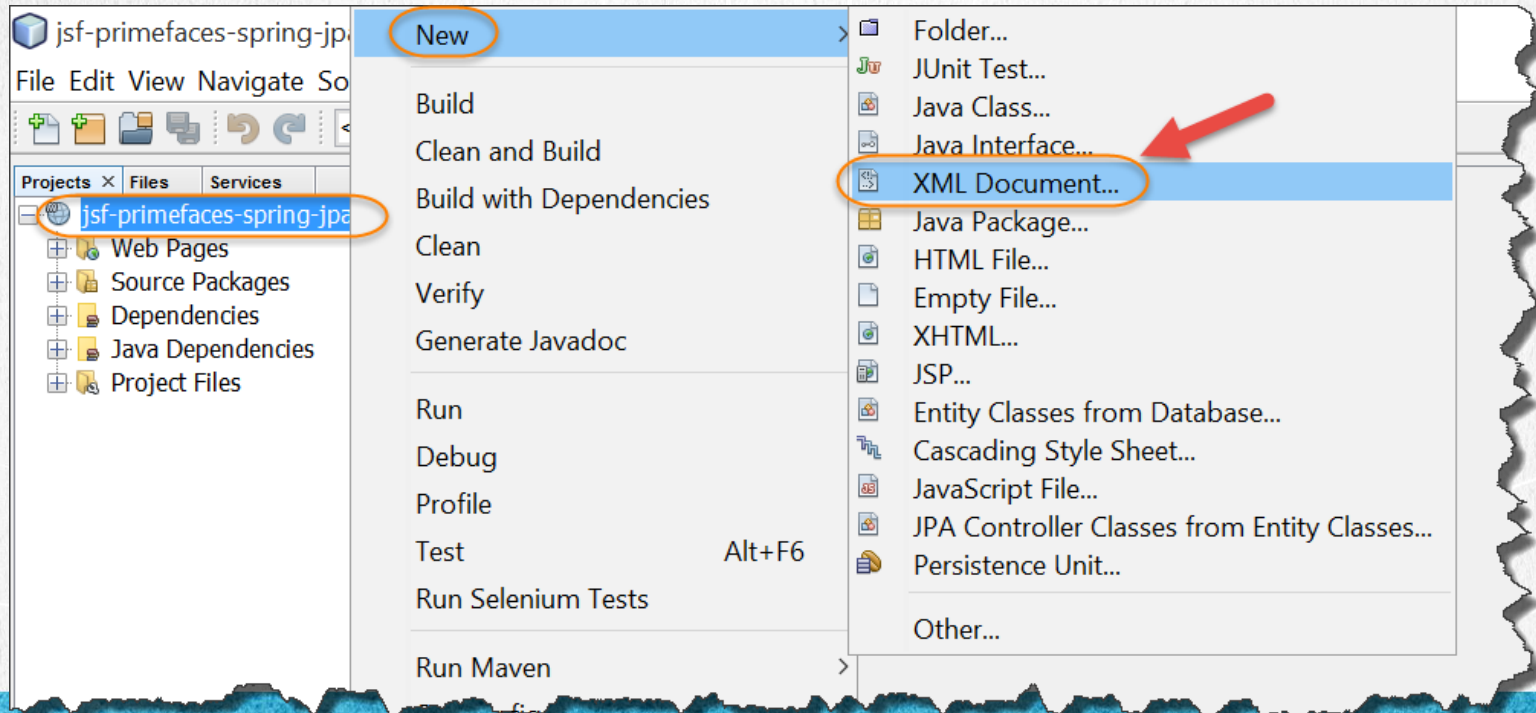 jsf-primefaces-spring-jpa
File Edit View Navigate So
Projects × Files Services
jsf-primefaces-spring-jpa
Web Pages
Source Packages
Dependencies
Java Dependencies
Project Files
New
Build
Clean and Build
Build with Dependencies
Clean
Verify
Generate Javadoc
Run
Debug
Profile
Test Alt+F6
Run Selenium Tests
Run Maven
Folder...
JUnit Test...
Java Class...
Java Interface...
XML Document...
Java Package...
HTML File...
Empty File...
XHTML...
JSP...
Entity Classes from Database...
Cascading Style Sheet...
JavaScript File...
JPA Controller Classes from Entity Classes...
Persistence Unit...
Other...